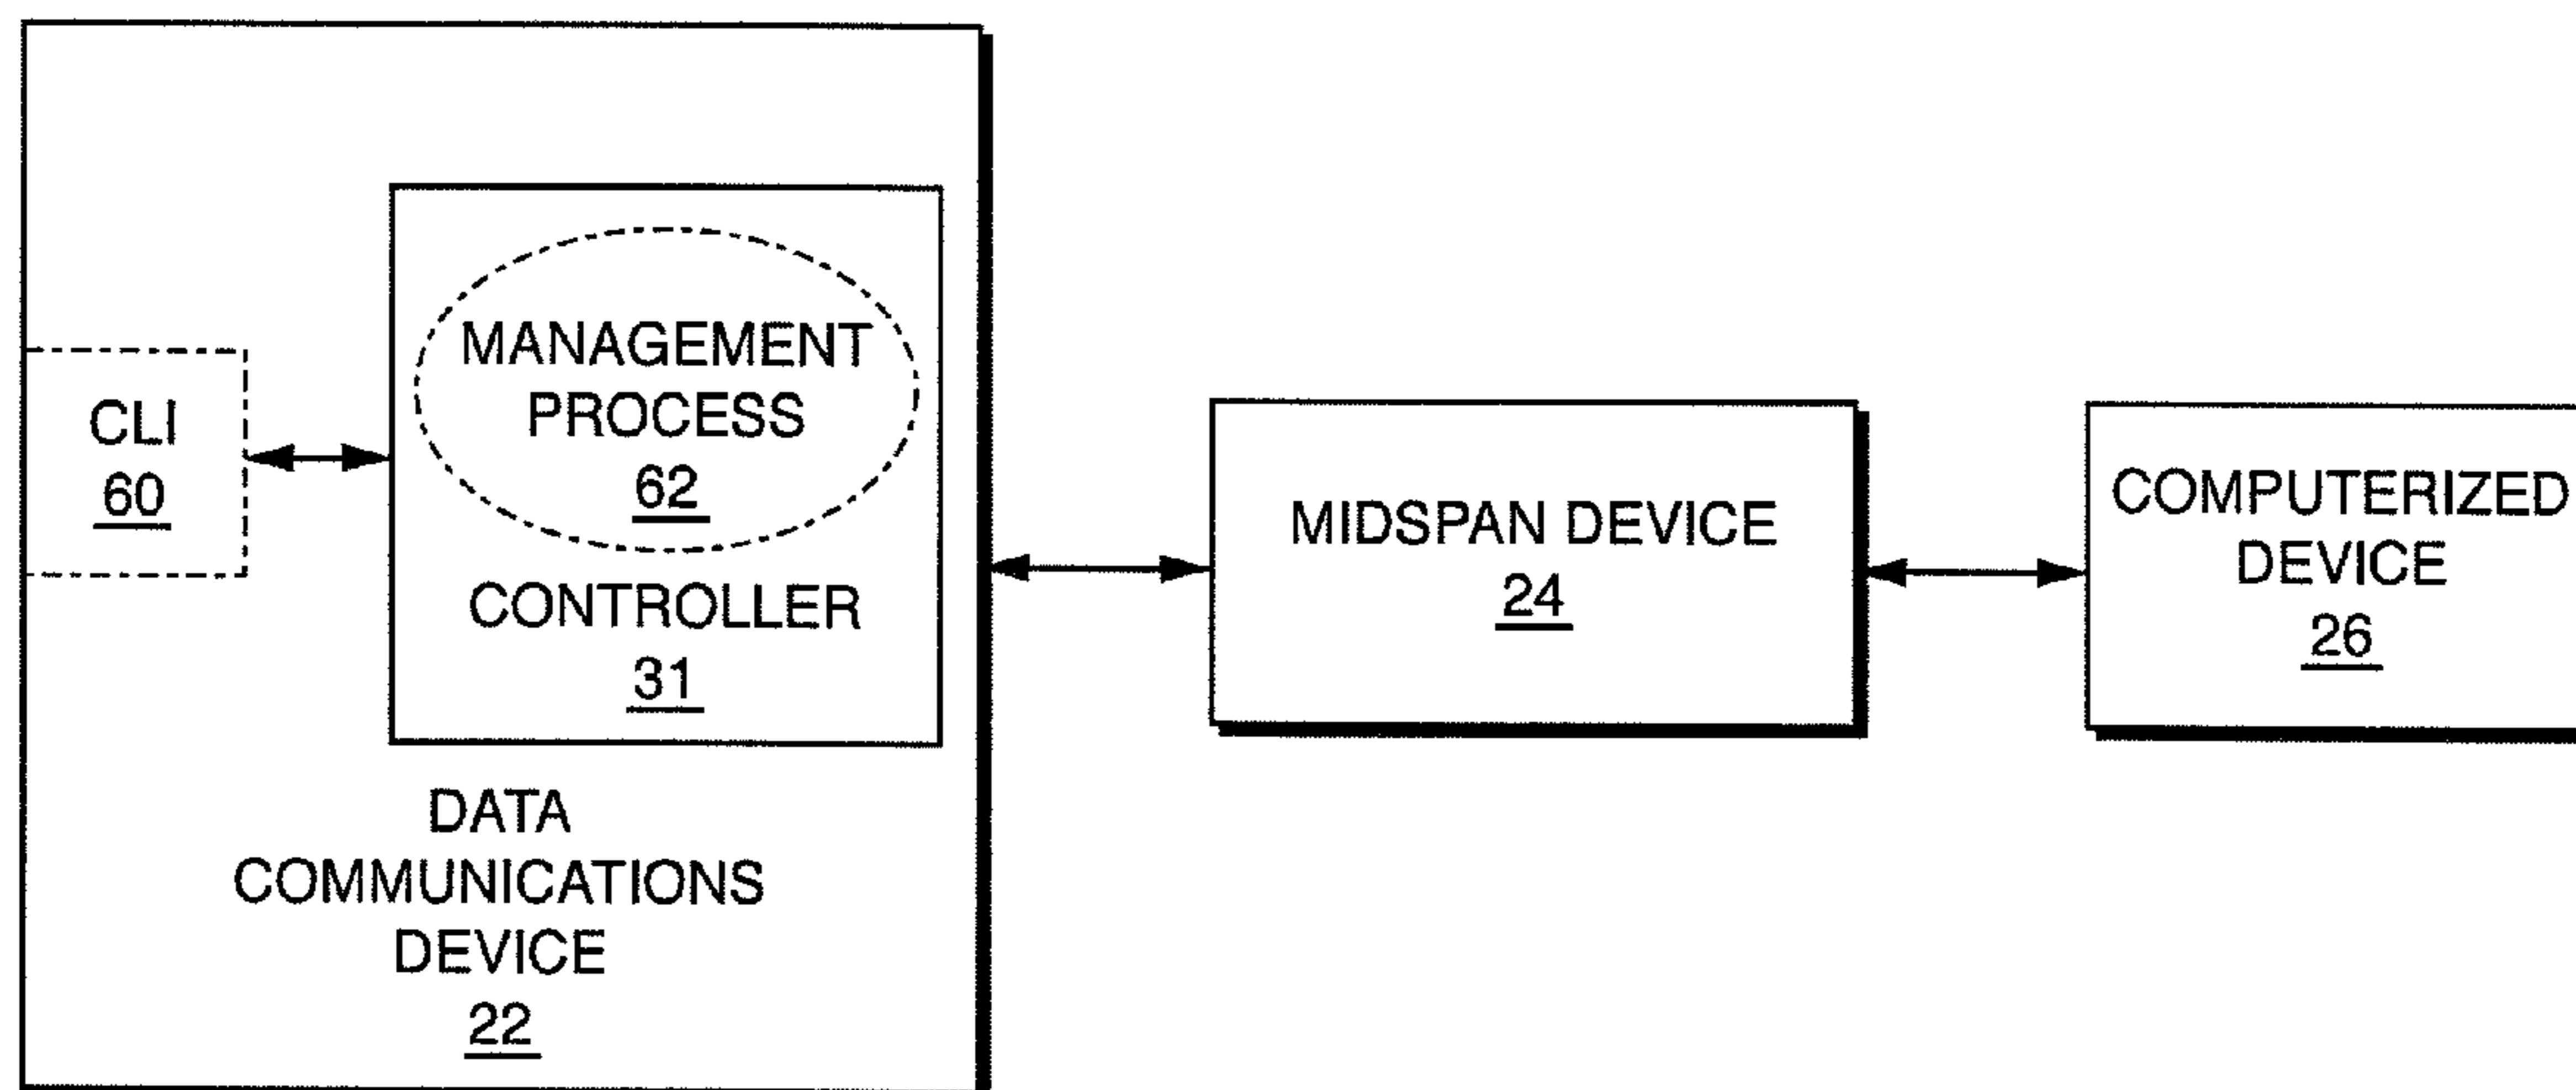 CLI
60
MANAGEMENT
PROCESS
62
CONTROLLER
31
DATA
COMMUNICATIONS
DEVICE
22
MIDSPAN DEVICE
24
COMPUTERIZED
DEVICE
26